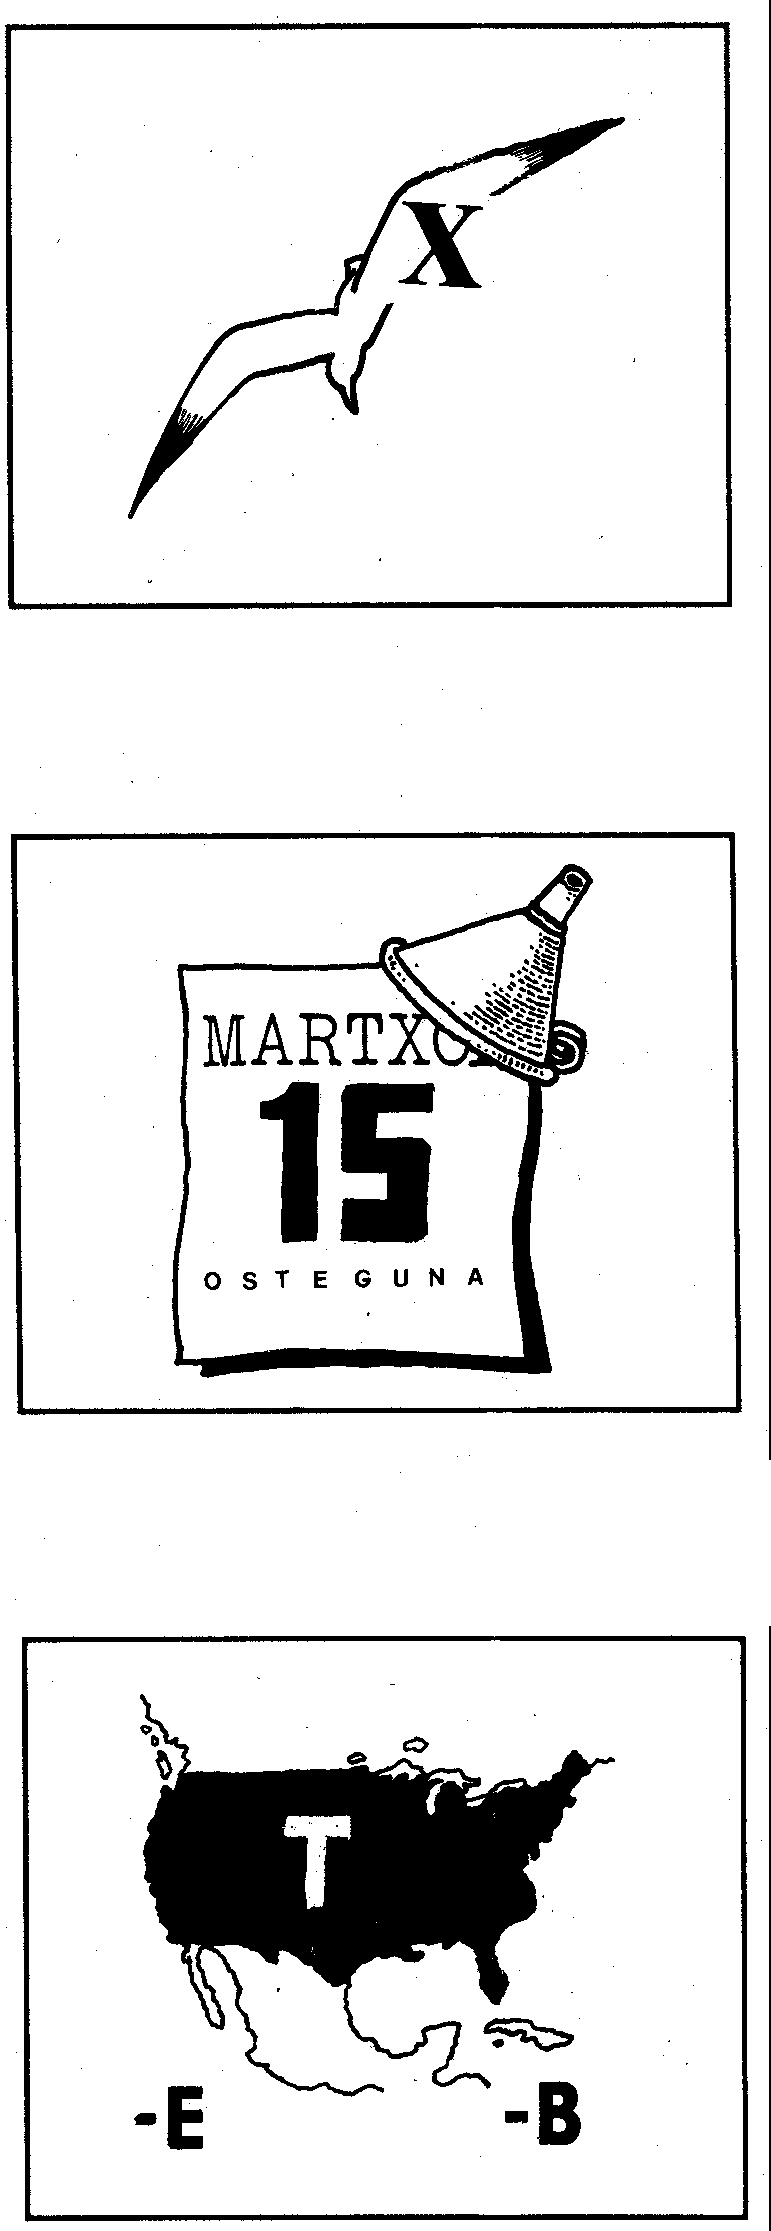 X
MARTXO
15
OSTEGUNA
T
-E -B